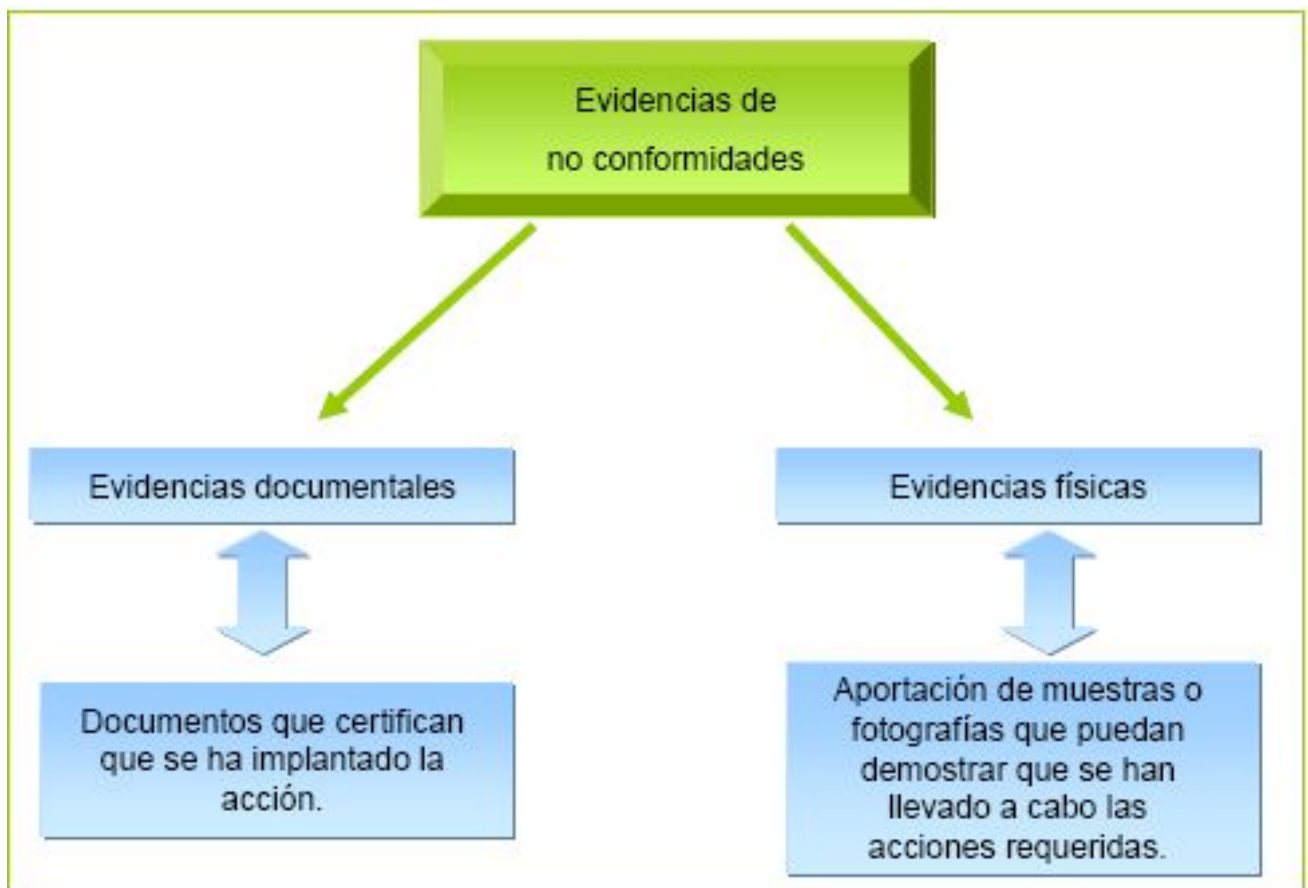 Evidencias de
no conformidades
Evidencias documentales
Evidencias físicas
Documentos que certifican
que se ha implantado la
acción.
Aportación de muestras o
fotografías que puedan
demostrar que se han
llevado a cabo las
acciones requeridas.